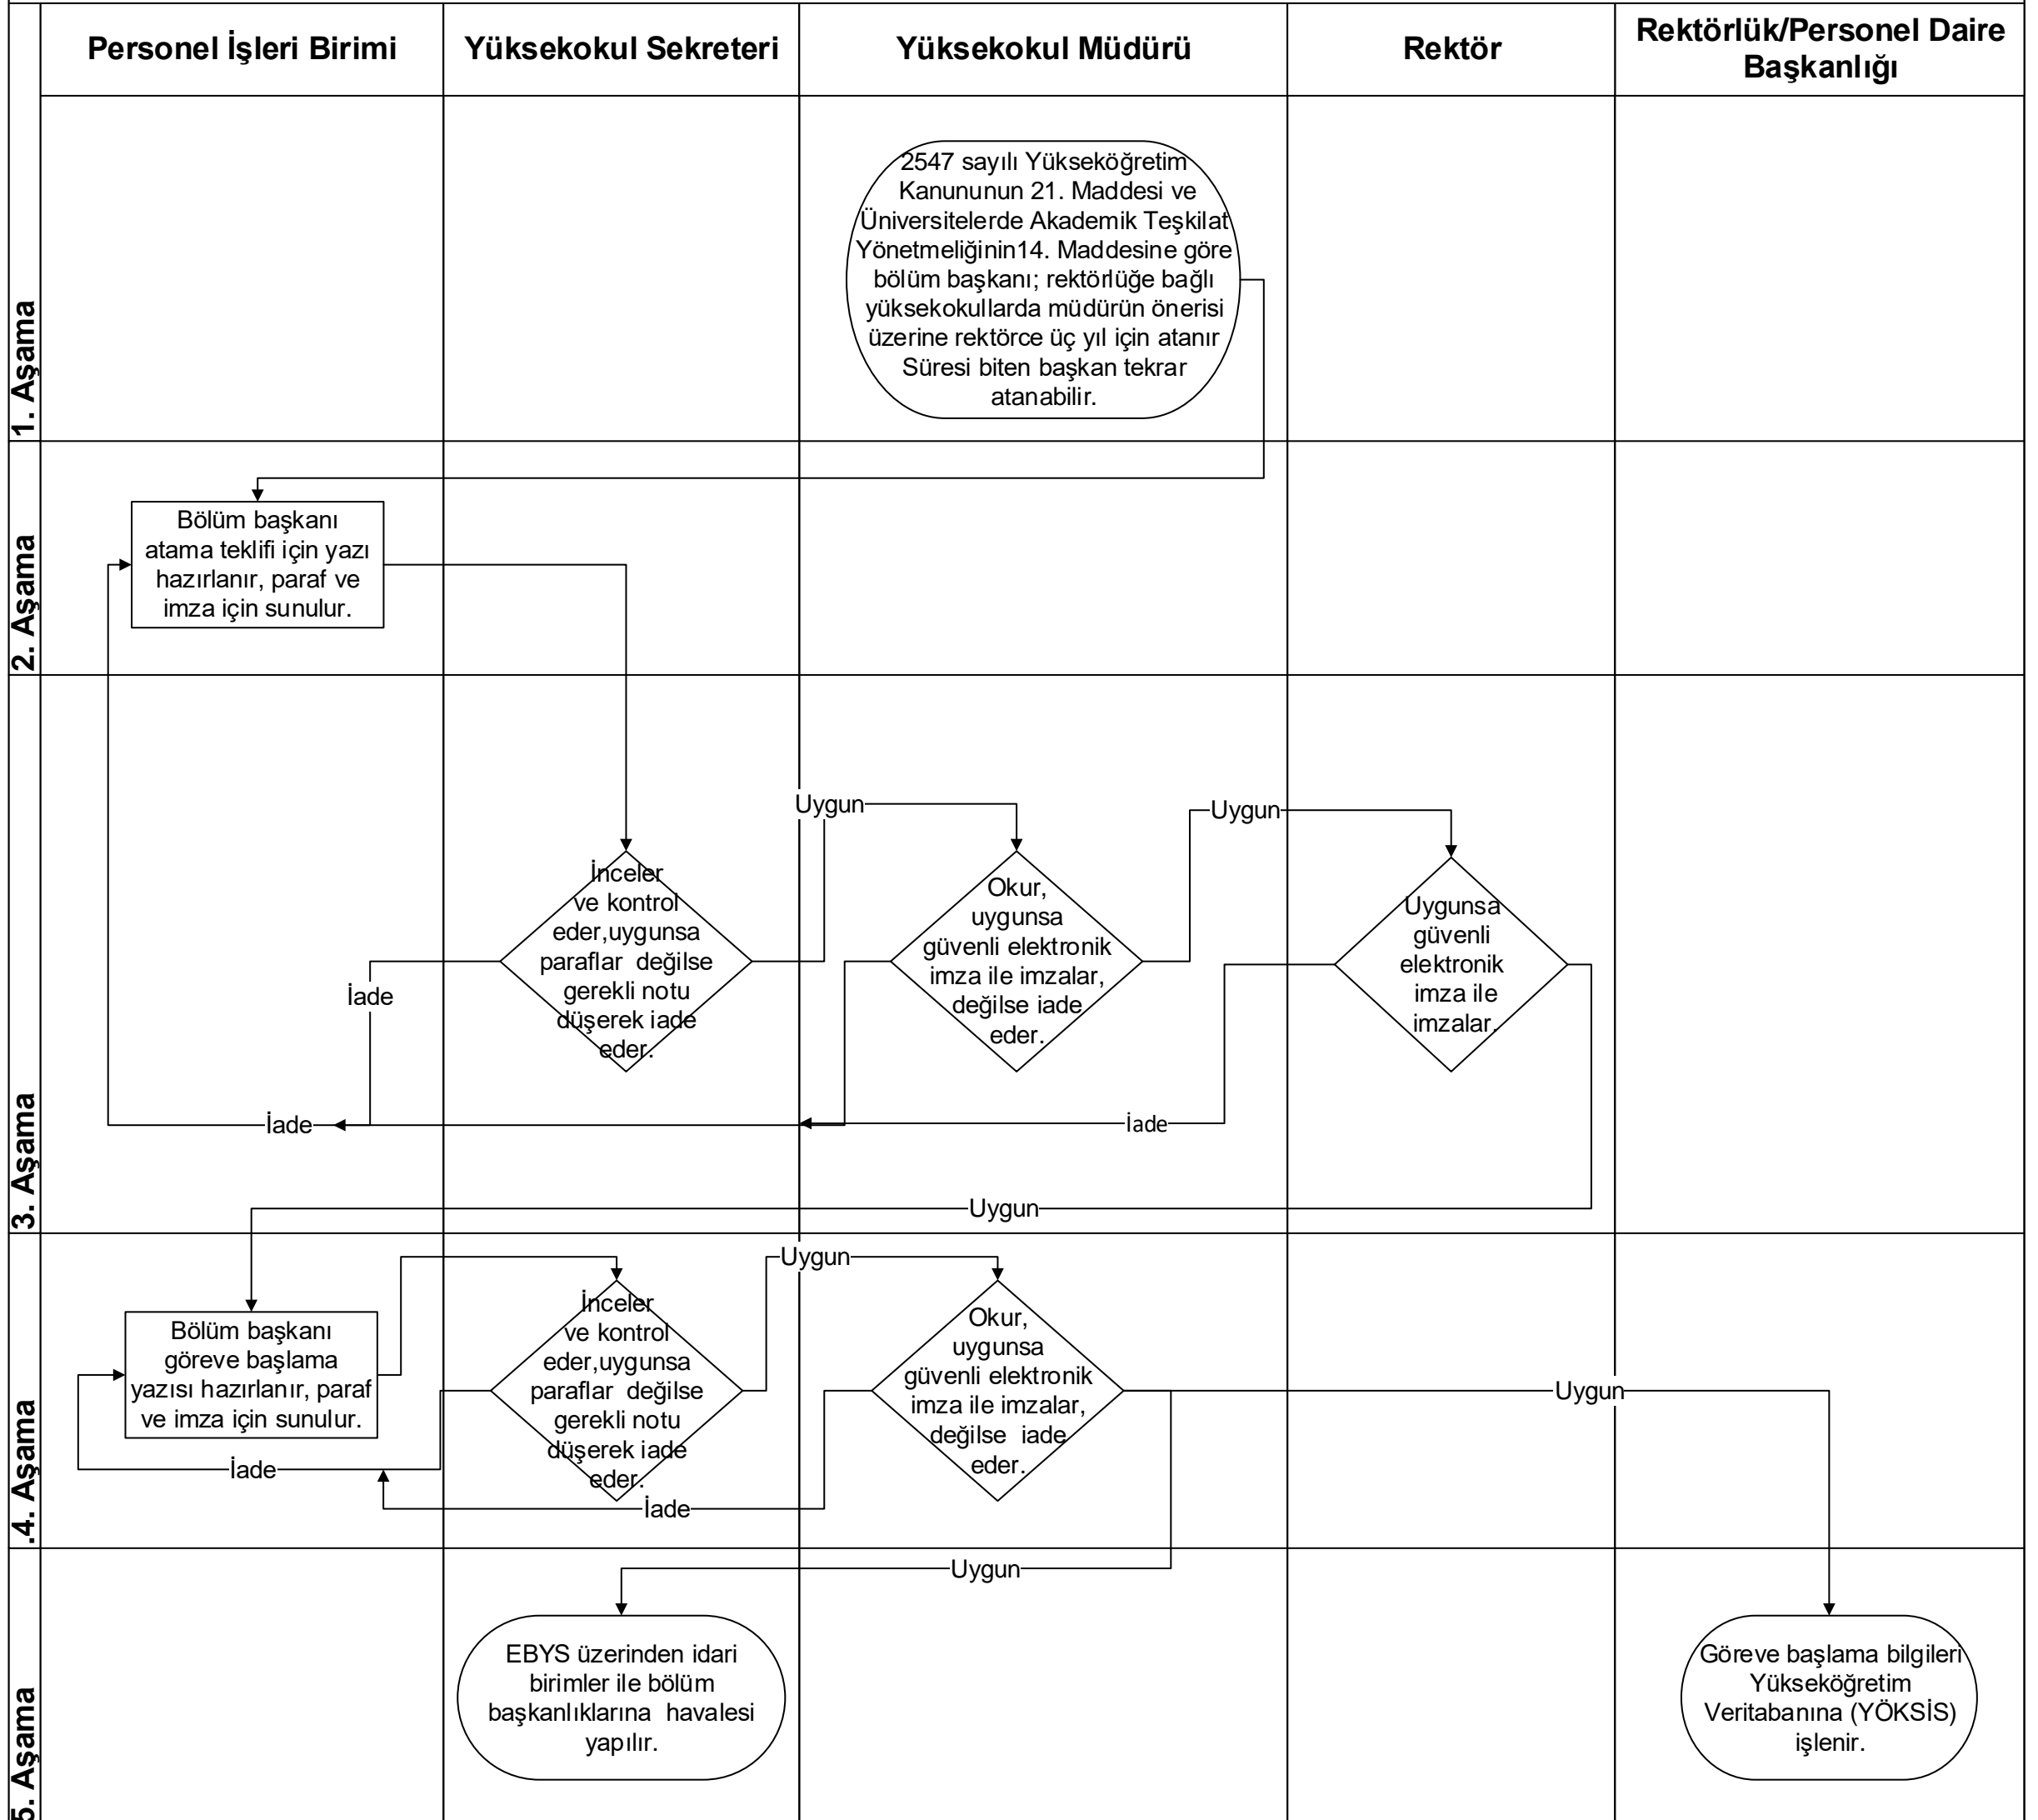 Personel İşleri Birimi
Yüksekokul Sekreteri
Yüksekokul Müdürü
Rektör
Rektörlük/Personel Daire
Başkanlığı
1. Aşama
2547 sayılı Yükseköğretim
Kanununun 21. Maddesi ve
Üniversitelerde Akademik Teşkilat
Yönetmeliğinin14. Maddesine göre
bölüm başkanı; rektörlüğe bağlı
yüksekokullarda müdürün önerisi
üzerine rektörce üç yıl için atanır
Süresi biten başkan tekrar
atanabilir.
2. Aşama
Bölüm başkanı
atama teklifi için yazı
hazırlanır, paraf ve
imza için sunulur.
3. Aşama
Uygun
Uygun
İnceler
ve kontrol
eder,uygunsa
paraflar  değilse
gerekli notu
düşerek iade
eder.
Okur,
uygunsa
güvenli elektronik
imza ile imzalar,
değilse iade
eder.
Uygunsa
güvenli
elektronik
imza ile
imzalar.
İade
İade
İade
Uygun
.4. Aşama
Uygun
Bölüm başkanı
göreve başlama
yazısı hazırlanır, paraf
ve imza için sunulur.
İnceler
ve kontrol
eder,uygunsa
paraflar  değilse
gerekli notu
düşerek iade
eder.
Okur,
uygunsa
güvenli elektronik
imza ile imzalar,
değilse  iade
eder.
Uygun
İade
İade
5. Aşama
Uygun
EBYS üzerinden idari
birimler ile bölüm
başkanlıklarına  havalesi
yapılır.
Göreve başlama bilgileri
Yükseköğretim
Veritabanına (YÖKSİS)
işlenir.